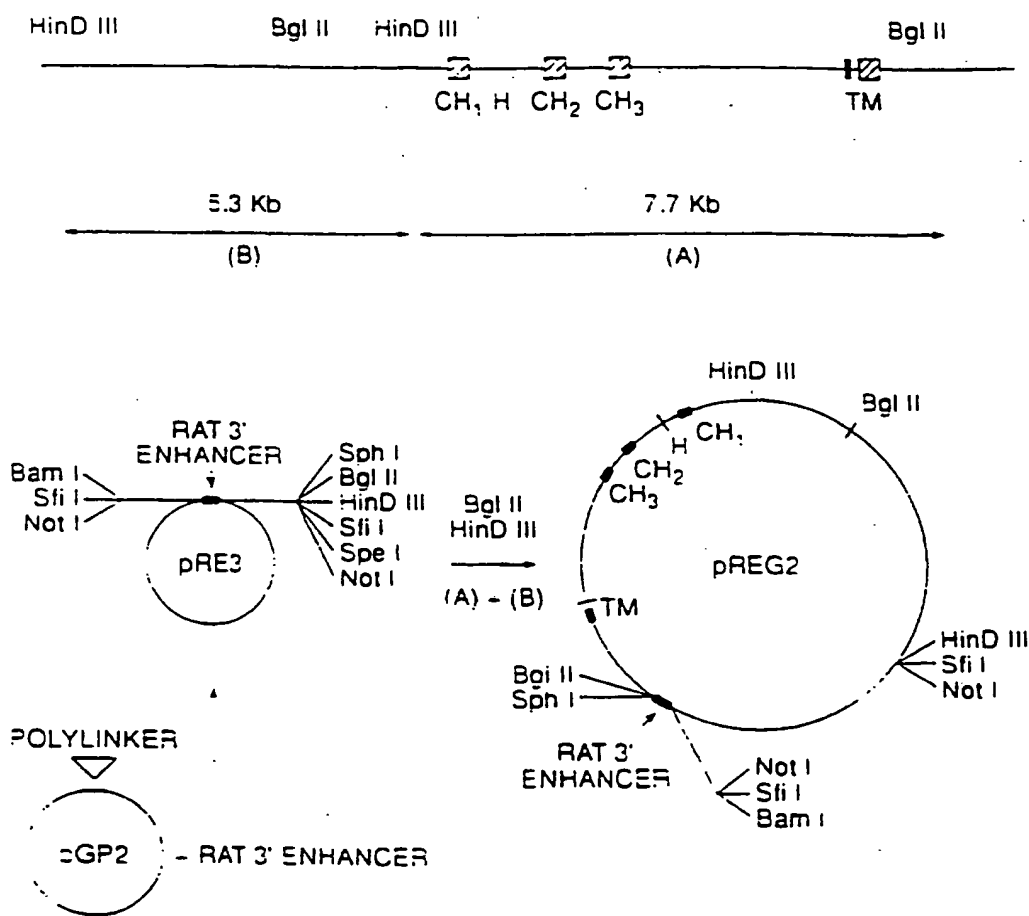 HinD III Bgl II HinD III Bgl II
CH1 H CH2 CH3 TM
5.3 Kb 7.7 Kb
(B) (A)
HinD III
Bgl II
H CH1
CH2
CH3
RAT 3'
ENHANCER
Bam I
Sfi I
Not I
Sph I
Bgl II
HinD III
Sfi I
Spe I
Not I
pRE3
Bgl II
HinD III
(A) - (B)
pREG2
TM
HinD III
Sfi I
Not I
Bgl II
Sph I
RAT 3'
ENHANCER
Not I
Sfi I
Bam I
POLYLINKER
pGP2 - RAT 3' ENHANCER